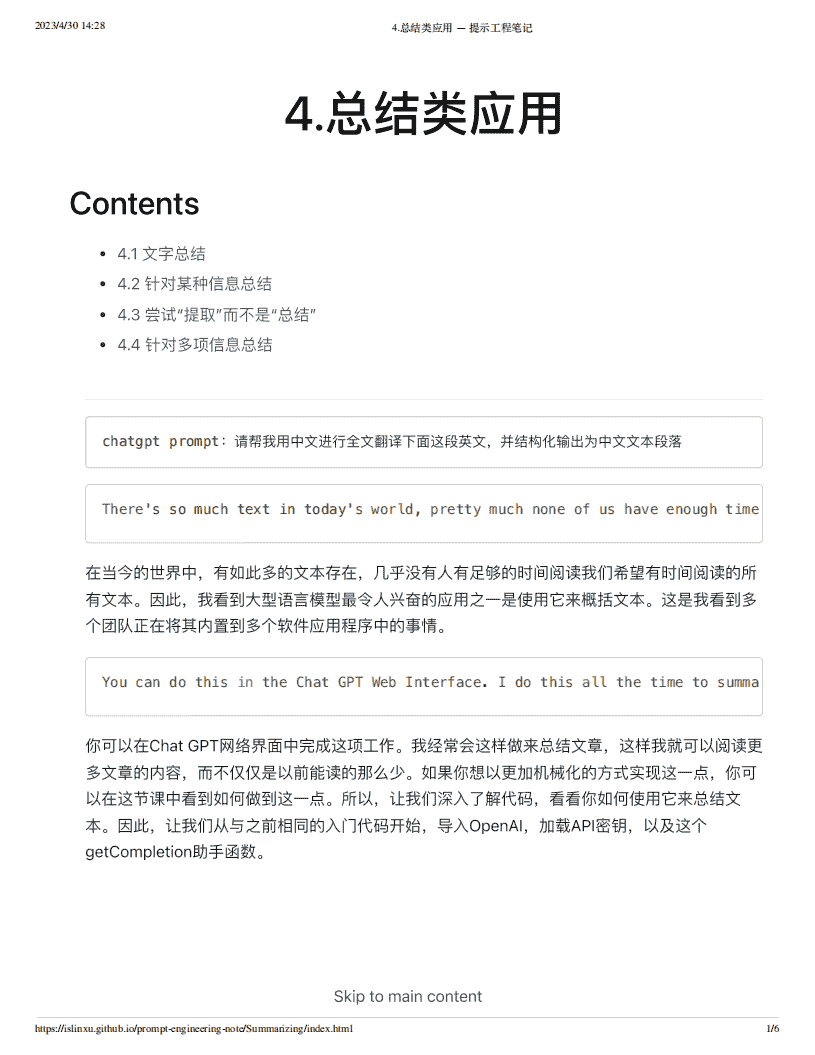 2023/4/30 14:28
4.总结类应用 — 提示工程笔记
4.总结类应用
Contents
4.1 文字总结
4.2 针对某种信息总结
4.3 尝试“提取”而不是“总结”
4.4 针对多项信息总结
chatgpt prompt：请帮我用中文进行全文翻译下面这段英文，并结构化输出为中文文本段落
There's so much text in today's world, pretty much none of us have enough time
在当今的世界中，有如此多的文本存在，几乎没有人有足够的时间阅读我们希望有时间阅读的所
有文本。因此，我看到大型语言模型最令人兴奋的应用之一是使用它来概括文本。这是我看到多
个团队正在将其内置到多个软件应用程序中的事情。
You can do this in the Chat GPT Web Interface. I do this all the time to summa
你可以在Chat GPT网络界面中完成这项工作。我经常会这样做来总结文章，这样我就可以阅读更
多文章的内容，而不仅仅是以前能读的那么少。如果你想以更加机械化的方式实现这一点，你可
以在这节课中看到如何做到这一点。所以，让我们深入了解代码，看看你如何使用它来总结文
本。因此，让我们从与之前相同的入门代码开始，导入OpenAI，加载API密钥，以及这个
getCompletion助手函数。
Skip to main content
https://islinxu.github.io/prompt-engineering-note/Summarizing/index.html
1/6